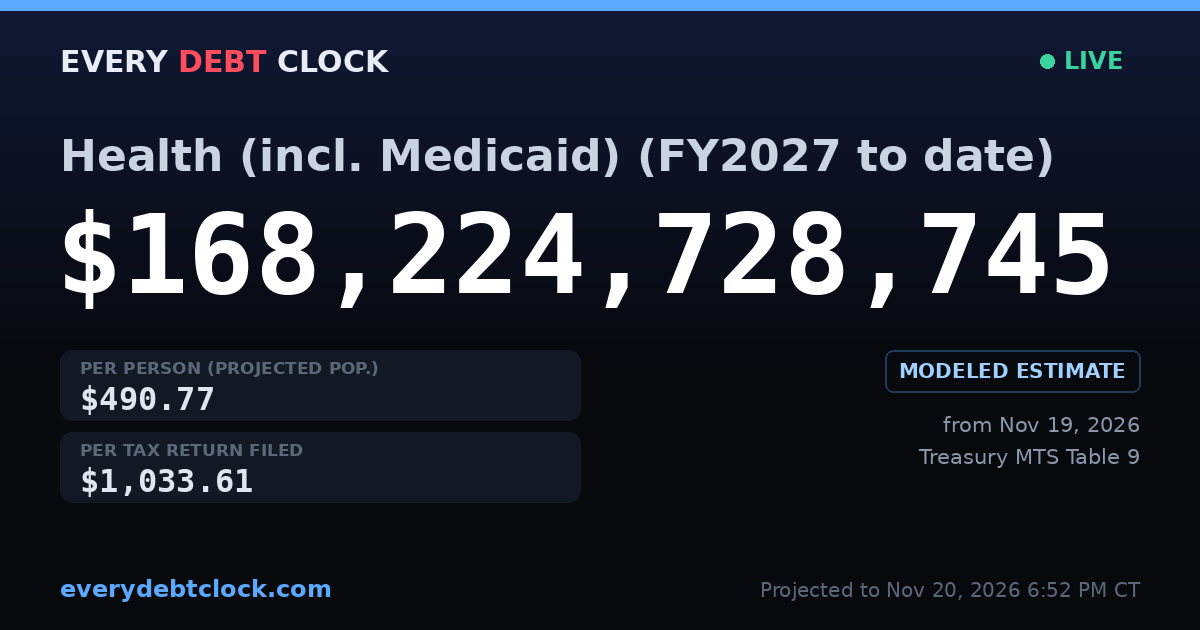 EVERY DEBT CLOCK
LIVE
Health (incl. Medicaid) (FY2027 to date)
$168,224,728,745
PER PERSON (PROJECTED POP.)
$490.77
PER TAX RETURN FILED
$1,033.61
MODELED ESTIMATE
from Nov 19, 2026
Treasury MTS Table 9
everydebtclock.com
Projected to Nov 20, 2026 6:52 PM CT